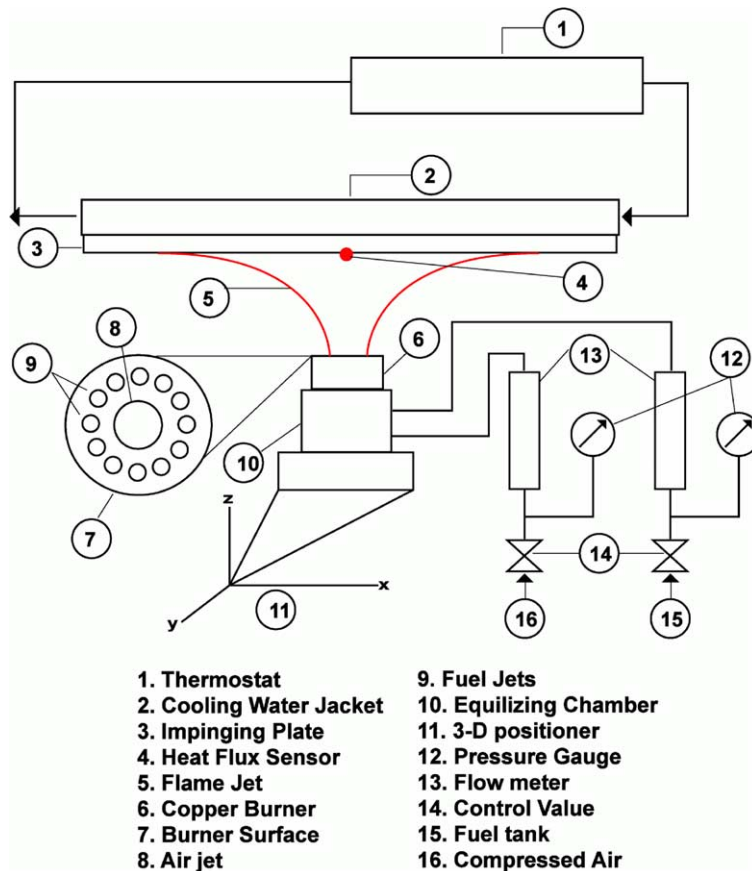 1
2
3
4
5
8
6
9
13
12
10
7
z
x
y
11
14
16
15
1. Thermostat
2. Cooling Water Jacket
3. Impinging Plate
4. Heat Flux Sensor
5. Flame Jet
6. Copper Burner
7. Burner Surface
8. Air jet
9. Fuel Jets
10. Equilizing Chamber
11. 3-D positioner
12. Pressure Gauge
13. Flow meter
14. Control Value
15. Fuel tank
16. Compressed Air